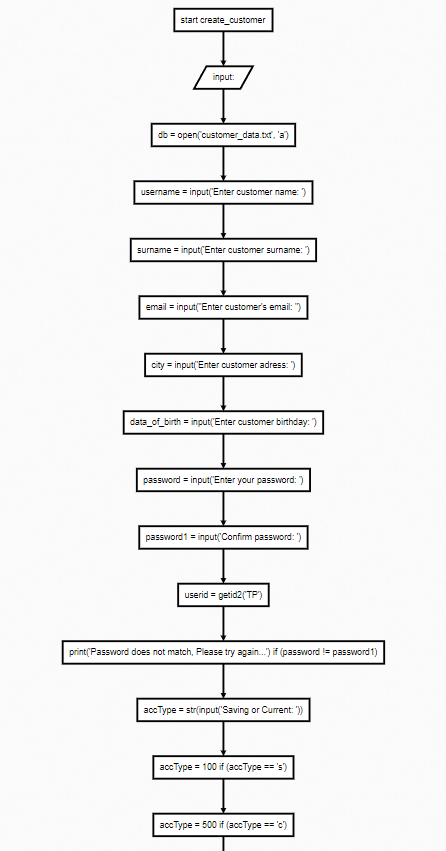 start create_customer
input:
db = open('customer_data.txt', 'a')
username = input('Enter customer name: ')
surname = input('Enter customer surname: ')
email = input("Enter customer's email: ")
city = input('Enter customer adress: ')
data_of_birth = input('Enter customer birthday: ')
password = input('Enter your password: ')
password1 = input('Confirm password: ')
userid = getid2('TP')
print('Password does not match, Please try again...') if (password != password1)
accType = str(input('Saving or Current: '))
accType = 100 if (accType == 's')
accType = 500 if (accType == 'c')